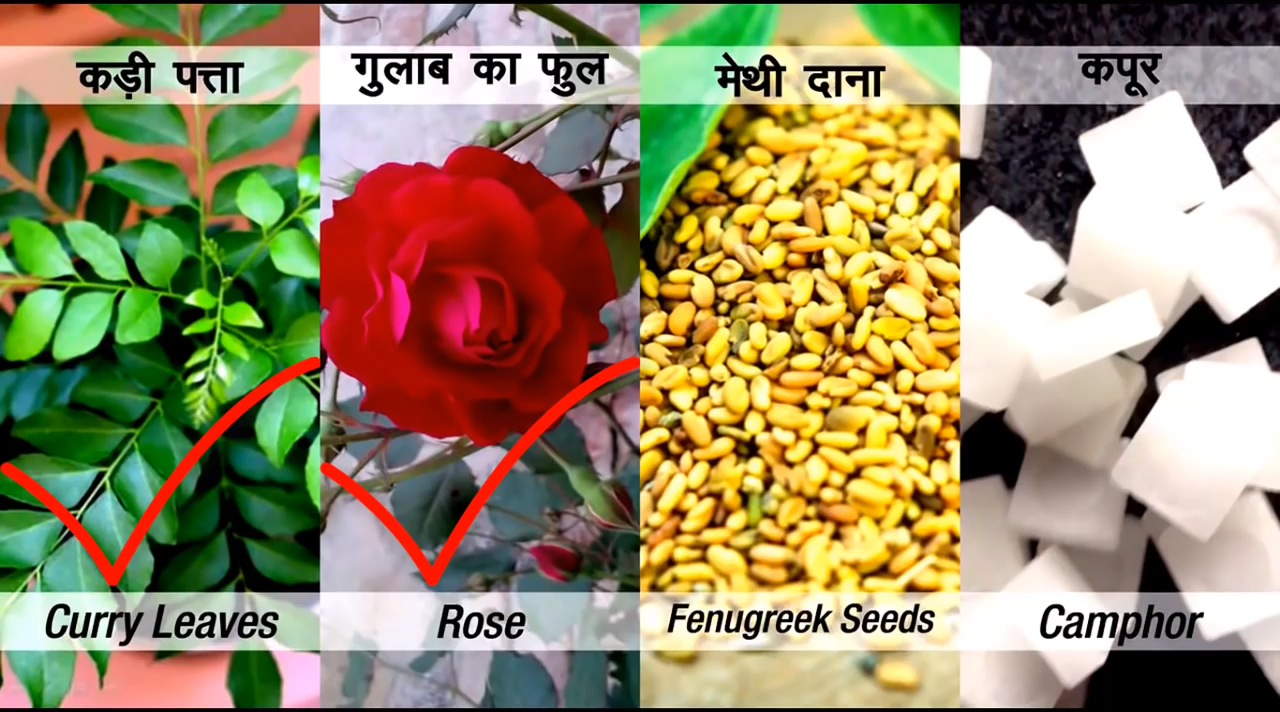 कड़ी पत्ता
गुलाब का फुल
मेथी दाना
कपूर
Curry Leaves
Rose
Fenugreek Seeds
Camphor